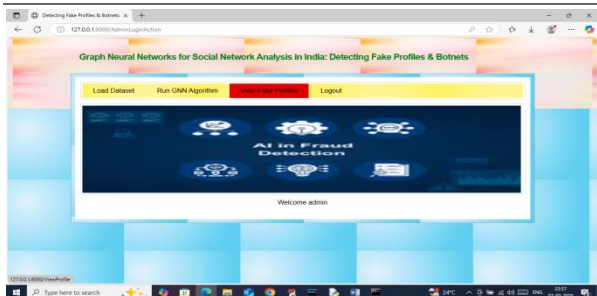 Detecting Fake Profiles & Botnets
127.0.0.1:8000/AdminLoginAction
Graph Neural Networks for Social Network Analysis in India: Detecting Fake Profiles & Botnets
Load Dataset Run GNN Algorithm View Fake Profiles Logout
AI in Fraud
Detection
Welcome admin
127.0.0.1:8000/ViewProfile
Type here to search 24°C ENG 22:57